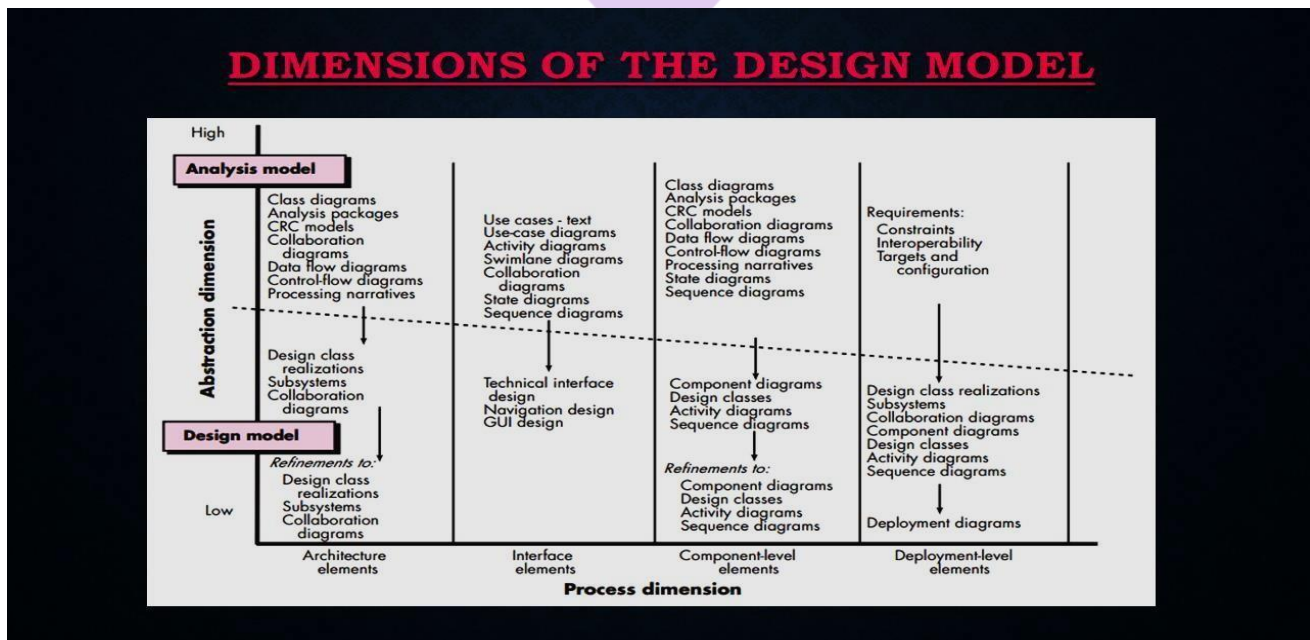 DIMENSIONS OF THE DESIGN MODEL
High
Analysis model
Abstraction dimension
Design model
Low
Class diagrams
Analysis packages
CRC models
Collaboration
diagrams
Data flow diagrams
Control-flow diagrams
Processing narratives
Design class
realizations
Subsystems
Collaboration
diagrams
Refinements to:
Design class
realizations
Subsystems
Collaboration
diagrams
Use cases - text
Use-case diagrams
Activity diagrams
Swimlane diagrams
Collaboration
diagrams
State diagrams
Sequence diagrams
Technical interface
design
Navigation design
GUI design
Class diagrams
Analysis packages
CRC models
Collaboration diagrams
Data flow diagrams
Control-flow diagrams
Processing narratives
State diagrams
Sequence diagrams
Component diagrams
Design classes
Activity diagrams
Sequence diagrams
Refinements to:
Component diagrams
Design classes
Activity diagrams
Sequence diagrams
Requirements:
Constraints
Interoperability
Targets and
configuration
Design class realizations
Subsystems
Collaboration diagrams
Component diagrams
Design classes
Activity diagrams
Sequence diagrams
Deployment diagrams
Architecture
elements
Interface
elements
Component-level
elements
Deployment-level
elements
Process dimension